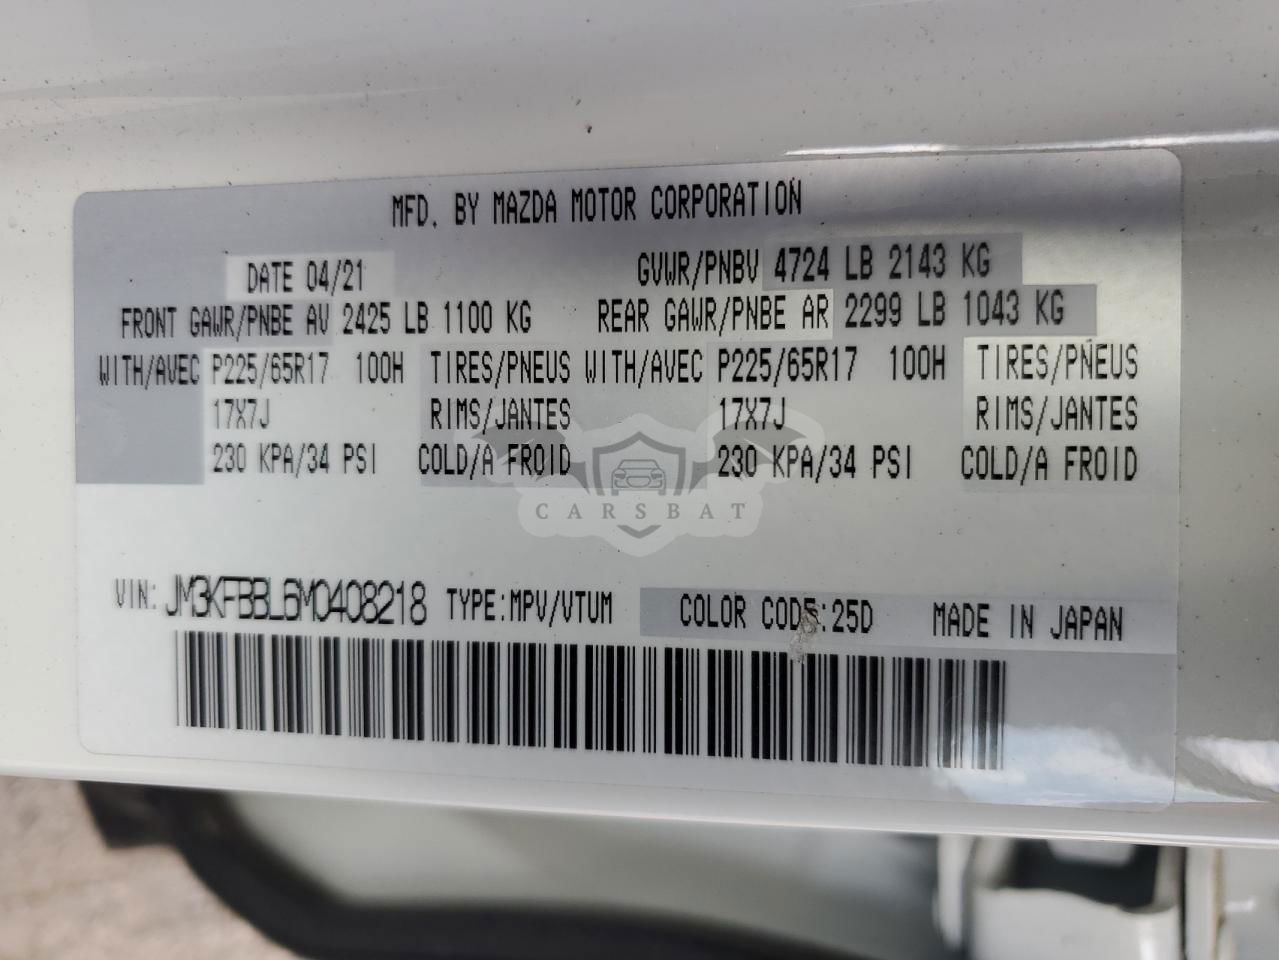 MFD. BY MAZDA MOTOR CORPORATION
DATE 04/21 GVWR/PNBV 4724 LB 2143 KG
FRONT GAWR/PNBE AV 2425 LB 1100 KG REAR GAWR/PNBE AR 2299 LB 1043 KG
WITH/AVEC P225/65R17 100H TIRES/PNEUS WITH/AVEC P225/65R17 100H TIRES/PNEUS
17X7J RIMS/JANTES 17X7J RIMS/JANTES
230 KPA/34 PSI COLD/A FROID 230 KPA/34 PSI COLD/A FROID
CARSBAT
VIN: JM3KFBBL6M0408218 TYPE:MPV/VTUM COLOR CODE:25D MADE IN JAPAN